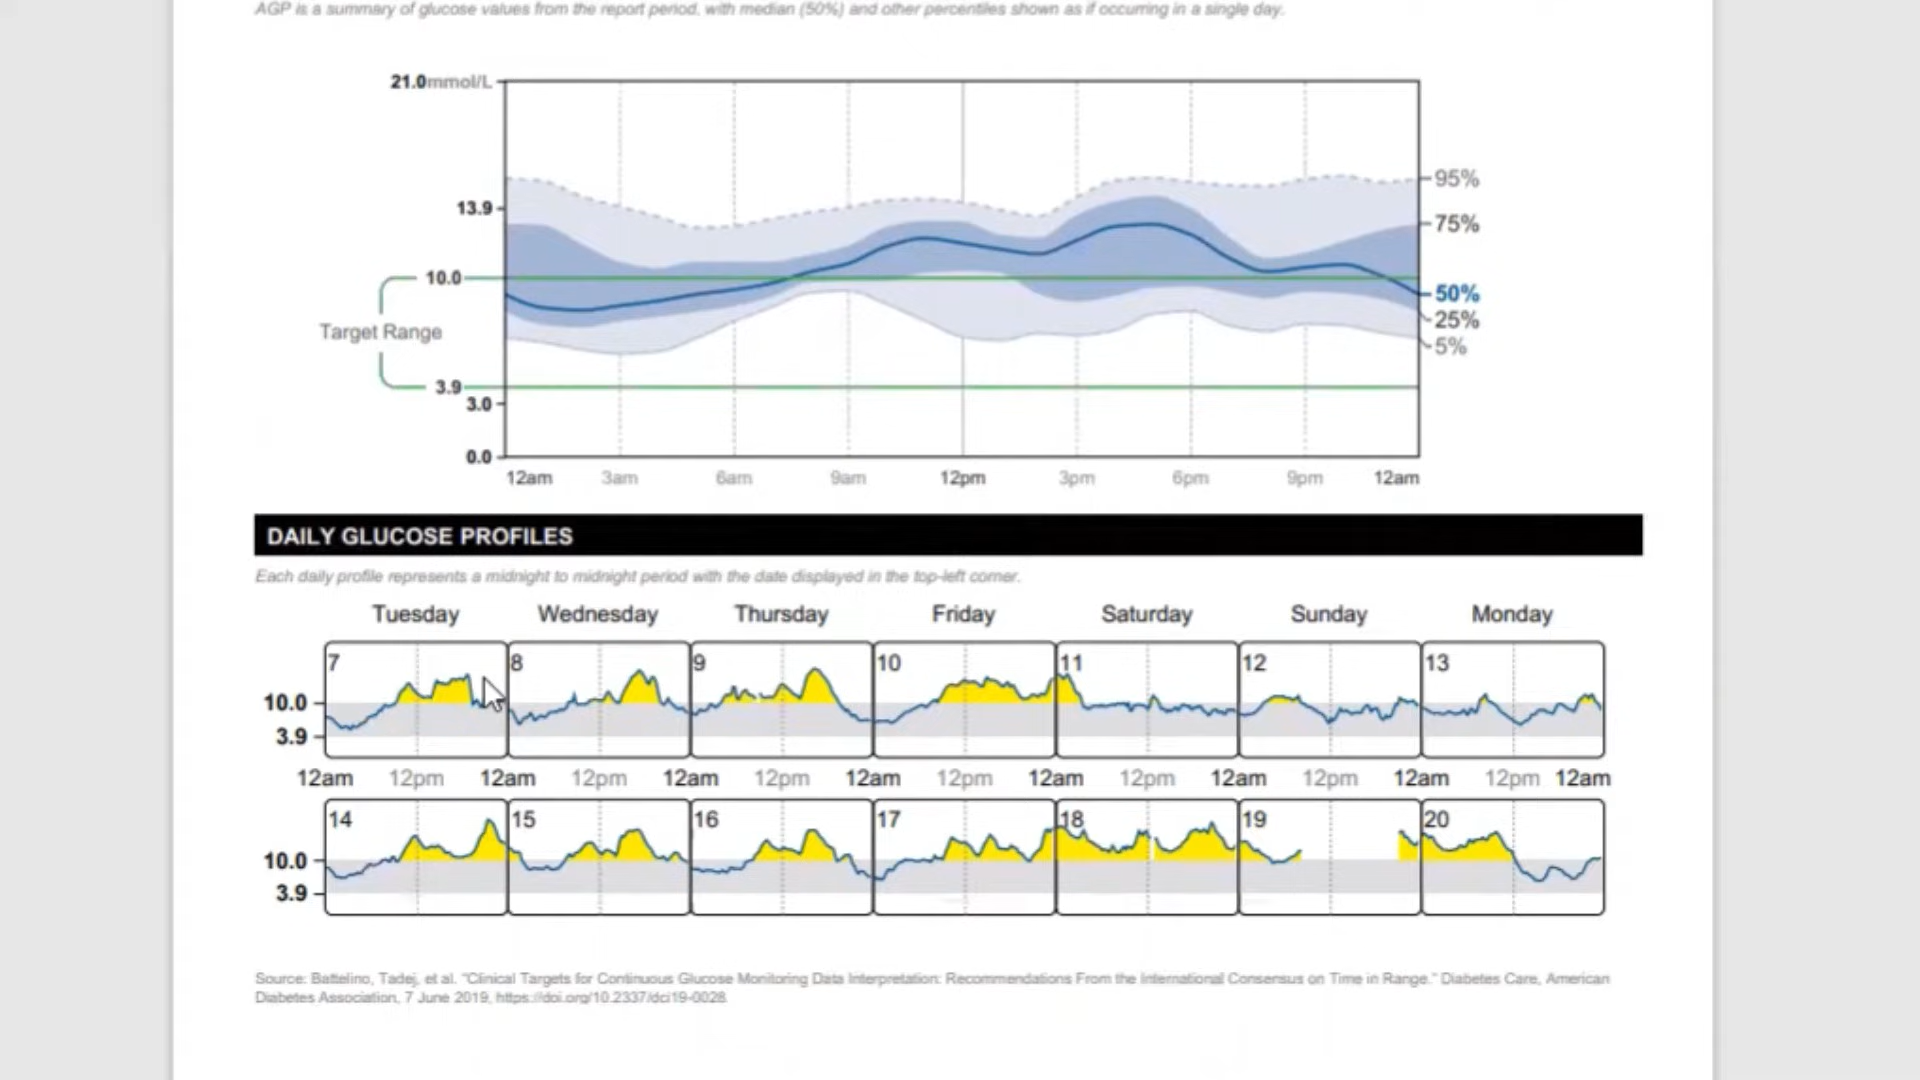 AGP is a summary of glucose values from the report period, with median (50%) and other percentiles shown as if occurring in a single day.
21.0 mmol/L
95%
13.9
75%
10.0
50%
25%
Target Range
5%
3.9
3.0
0.0
12am 3am 6am 9am 12pm 3pm 6pm 9pm 12am
DAILY GLUCOSE PROFILES
Each daily profile represents a midnight to midnight period with the date displayed in the top-left corner.
Tuesday Wednesday Thursday Friday Saturday Sunday Monday
7 8 9 10 11 12 13
10.0
3.9
12am 12pm 12am 12pm 12am 12pm 12am 12pm 12am 12pm 12am 12pm 12am 12pm 12am
14 15 16 17 18 19 20
10.0
3.9
Source: Battelino, Tadej, et al. "Clinical Targets for Continuous Glucose Monitoring Data Interpretation: Recommendations From the International Consensus on Time in Range." Diabetes Care, American
Diabetes Association, 7 June 2019, https://doi.org/10.2337/dci19-0028.